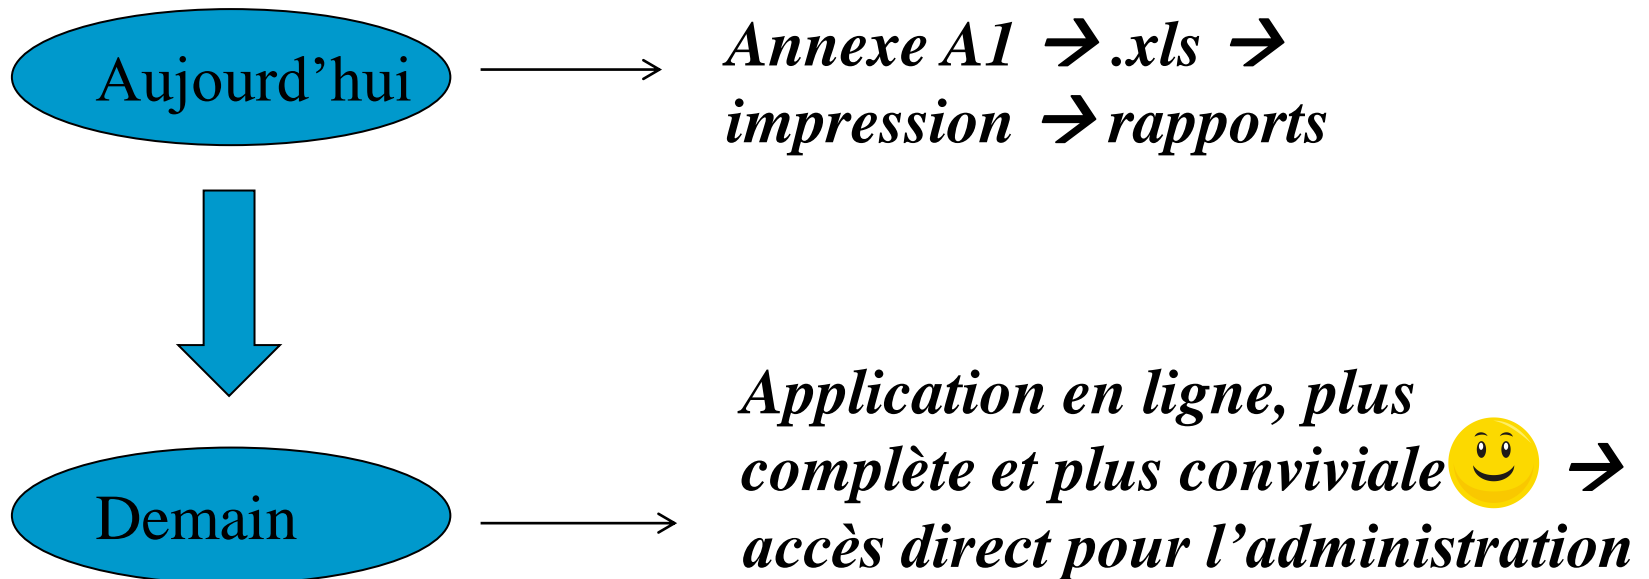 Aujourd’hui
Annexe A1 → .xls →
impression → rapports
Application en ligne, plus
complète et plus conviviale →
Demain
accès direct pour l’administration